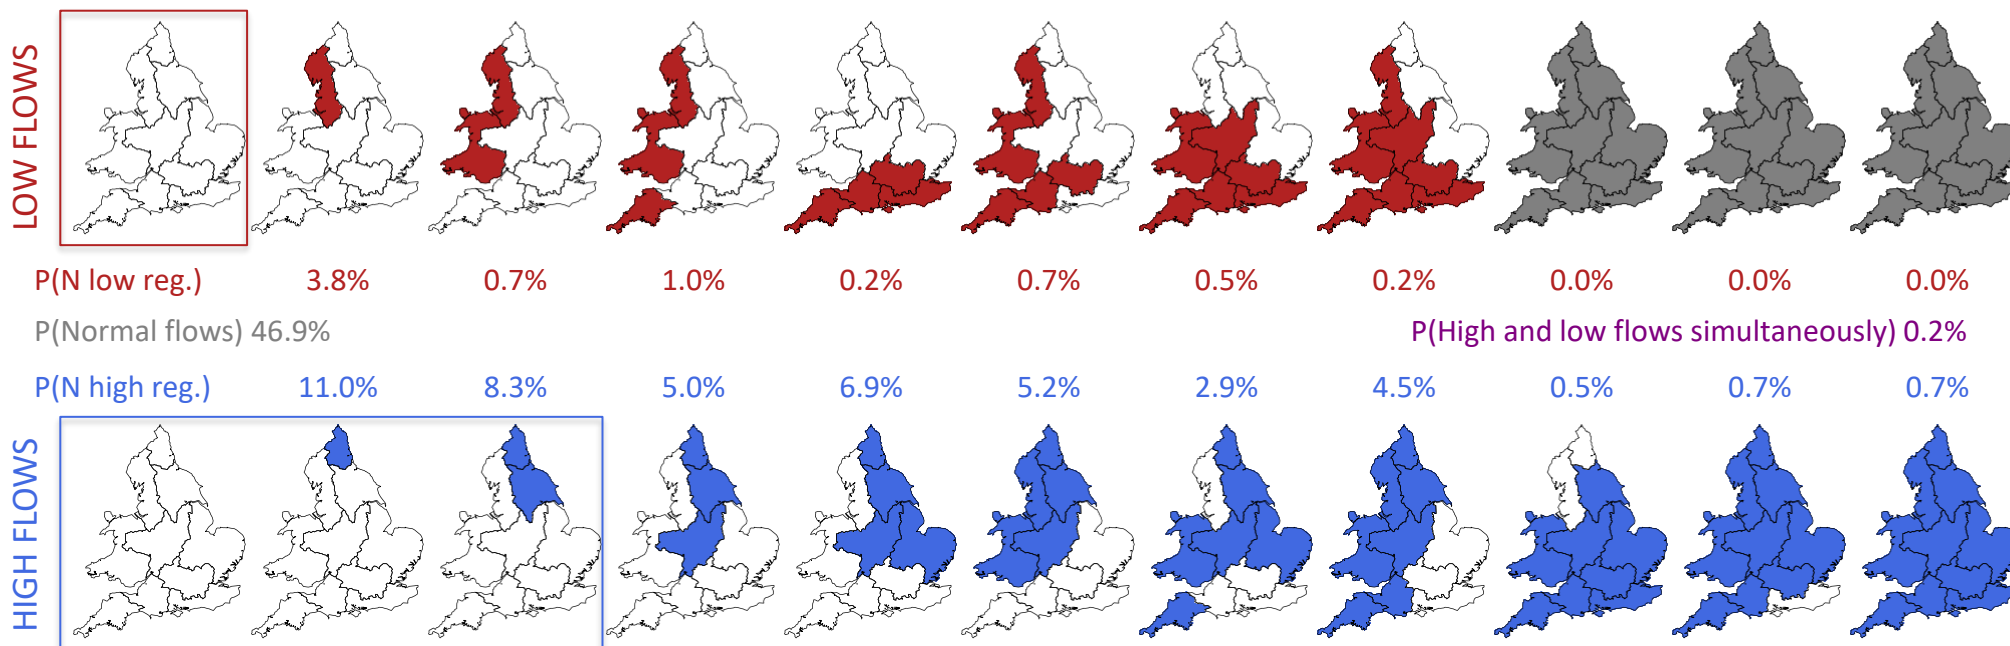 LOW FLOWS
P(N low reg.) 3.8% 0.7% 1.0% 0.2% 0.7% 0.5% 0.2% 0.0% 0.0% 0.0%
P(Normal flows) 46.9% P(High and low flows simultaneously) 0.2%
P(N high reg.) 11.0% 8.3% 5.0% 6.9% 5.2% 2.9% 4.5% 0.5% 0.7% 0.7%
HIGH FLOWS